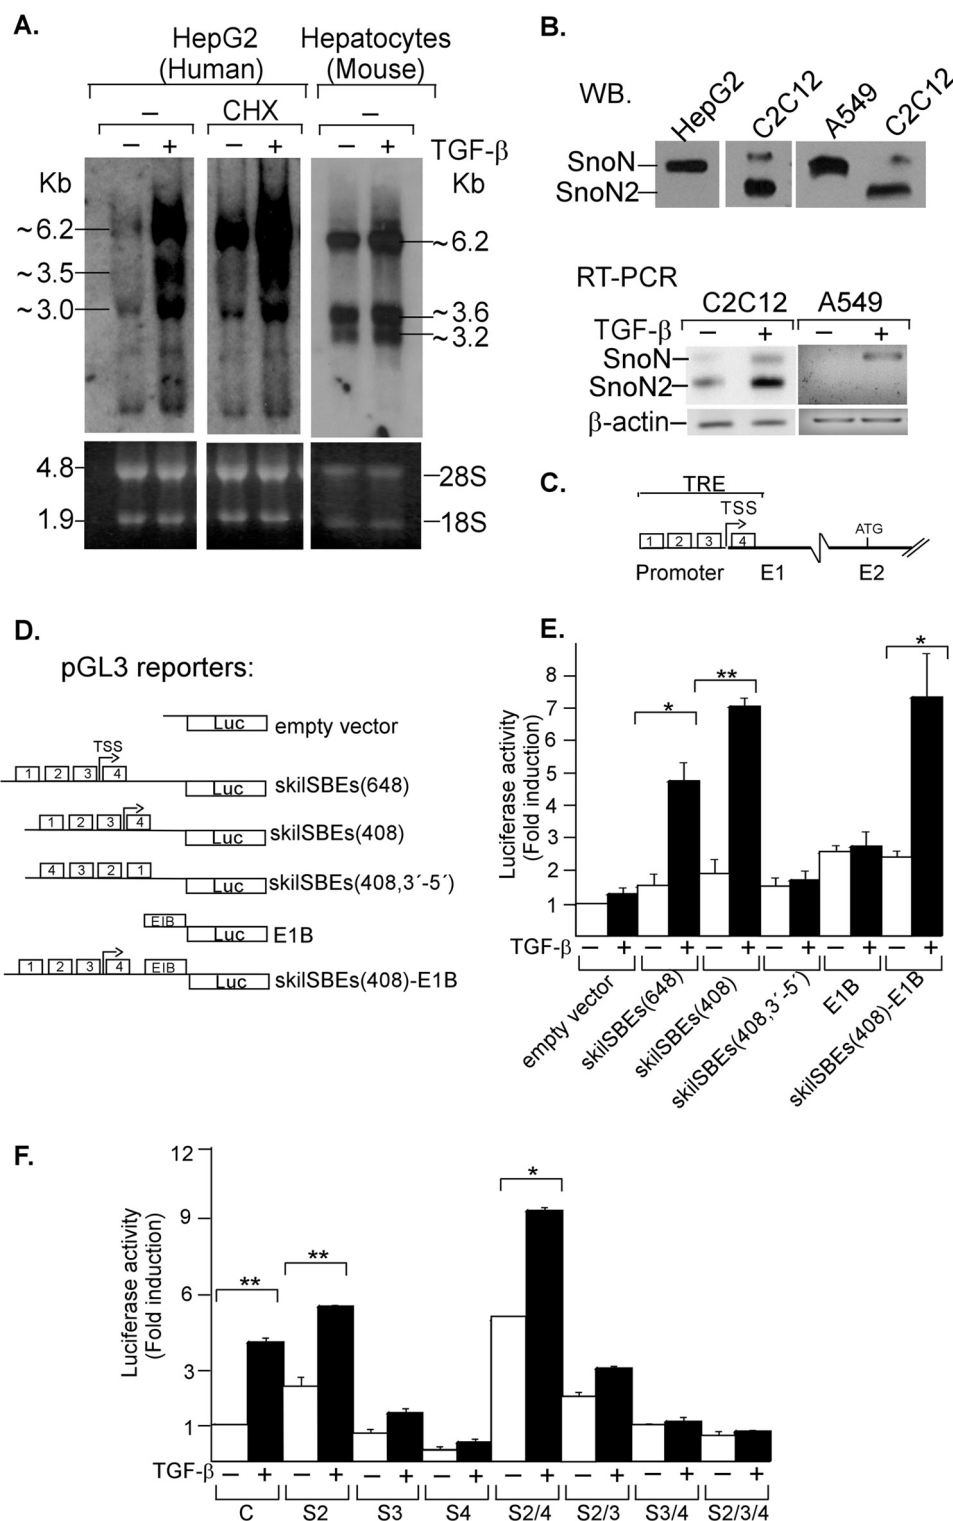 A.
HepG2
(Human)
Hepatocytes
(Mouse)
− CHX −
− + − + − + TGF-β
Kb Kb
~6.2 ~6.2
~3.5
~3.0 ~3.6
~3.2
4.8 28S
1.9 18S
B.
WB. HepG2 C2C12 A549 C2C12
SnoN
SnoN2
RT-PCR
C2C12 A549
TGF-β − + − +
SnoN
SnoN2
β-actin
C.
TRE
TSS
1 2 3 4 ATG
Promoter E1 E2
D.
pGL3 reporters:
Luc empty vector
TSS
1 2 3 4 Luc skilSBEs(648)
1 2 3 4 Luc skilSBEs(408)
4 3 2 1 Luc skilSBEs(408,3´-5´)
EIB Luc E1B
1 2 3 4 EIB Luc skilSBEs(408)-E1B
E.
Luciferase activity
(Fold induction)
8
7
6
5
4
3
2
1
* ** *
TGF-β − + − + − + − + − + − +
empty vector
skilSBEs(648)
skilSBEs(408)
skilSBEs(408,3´-5´)
E1B
skilSBEs(408)-E1B
F.
Luciferase activity
(Fold induction)
12
9
6
3
1
** ** *
TGF-β − + − + − + − + − + − + − + − +
C S2 S3 S4 S2/4 S2/3 S3/4 S2/3/4